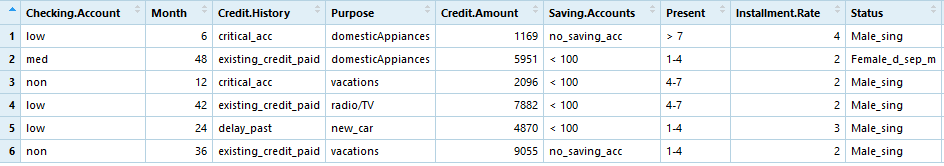 Checking.Account Month Credit.History Purpose Credit.Amount Saving.Accounts Present Installment.Rate Status
1 low 6 critical_acc domesticAppiances 1169 no_saving_acc > 7 4 Male_sing
2 med 48 existing_credit_paid domesticAppiances 5951 < 100 1-4 2 Female_d_sep_m
3 non 12 critical_acc vacations 2096 < 100 4-7 2 Male_sing
4 low 42 existing_credit_paid radio/TV 7882 < 100 4-7 2 Male_sing
5 low 24 delay_past new_car 4870 < 100 1-4 3 Male_sing
6 non 36 existing_credit_paid vacations 9055 no_saving_acc 1-4 2 Male_sing